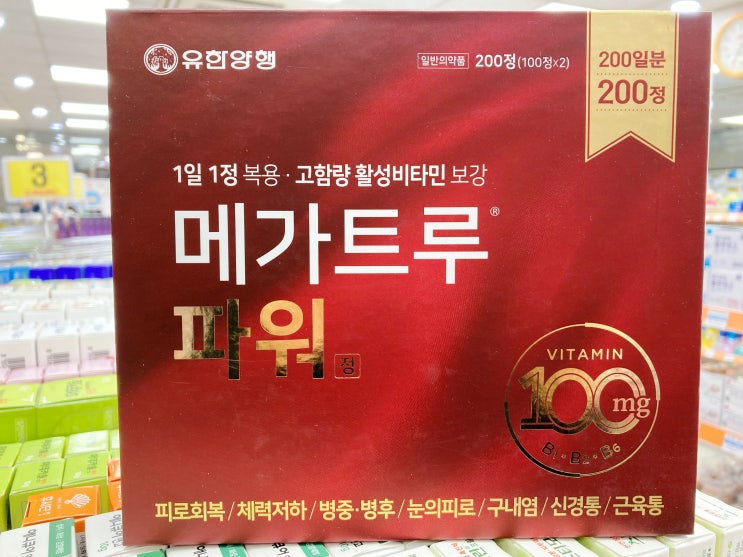 유한양행
일반의약품 200정(100정x2)
200일분
200정
1일 1정 복용 · 고함량 활성비타민 보강
메가트루®
파워 정
VITAMIN
100mg
B1 · B2 · B6
피로회복/체력저하/병중·병후/눈의피로/구내염/신경통/근육통
3